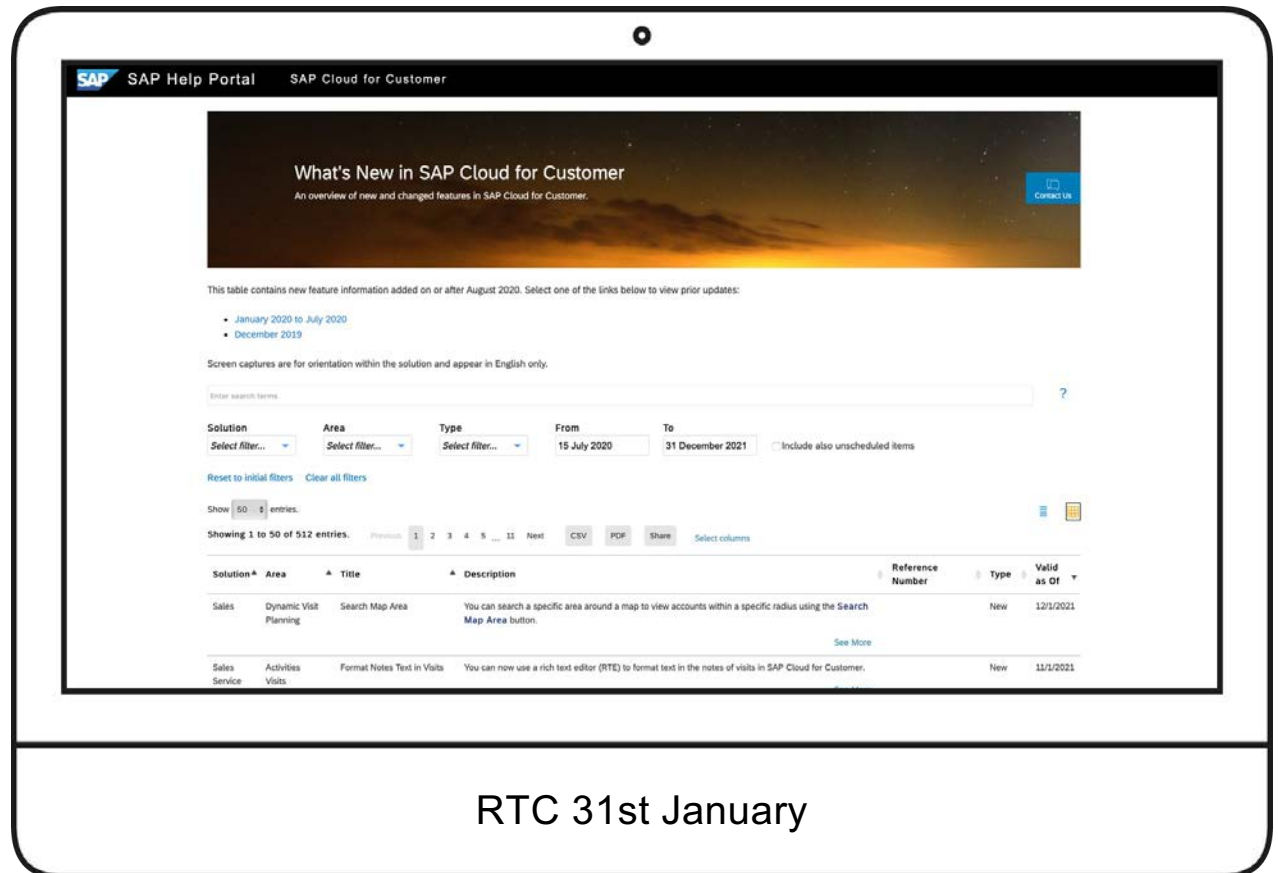 SAP SAP Help Portal SAP Cloud for Customer
What's New in SAP Cloud for Customer
An overview of new and changed features in SAP Cloud for Customer.
Contact Us
This table contains new feature information added on or after August 2020. Select one of the links below to view prior updates:
• January 2020 to July 2020
• December 2019
Screen captures are for orientation within the solution and appear in English only.
Enter search terms ?
Solution Area Type From To
Select filter... Select filter... Select filter... 15 July 2020 31 December 2021 Include also unscheduled items
Reset to initial filters Clear all filters
Show 50 entries.
Showing 1 to 50 of 512 entries. Previous 1 2 3 4 5 ... 11 Next CSV PDF Share Select columns
Solution Area Title Description Reference Number Type Valid as Of
Sales Dynamic Visit Planning Search Map Area You can search a specific area around a map to view accounts within a specific radius using the Search Map Area button. New 12/1/2021
See More
Sales Service Activities Visits Format Notes Text in Visits You can now use a rich text editor (RTE) to format text in the notes of visits in SAP Cloud for Customer. New 11/1/2021
RTC 31st January